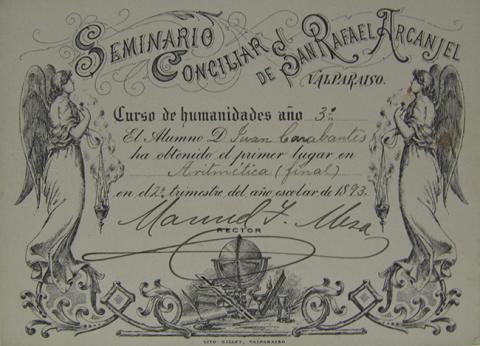 SEMINARIO
CONCILIAR
DE SAN RAFAEL ARCANJEL
VALPARAISO.
Curso de humanidades año 3º
El Alumno D. Juan Carabantes
ha obtenido el primer lugar en
Aritmética (final)
en el 2º trimestre del año escolar de 1893.
Manuel J. Mesa
RECTOR
LITO. GILLET, VALPARAISO